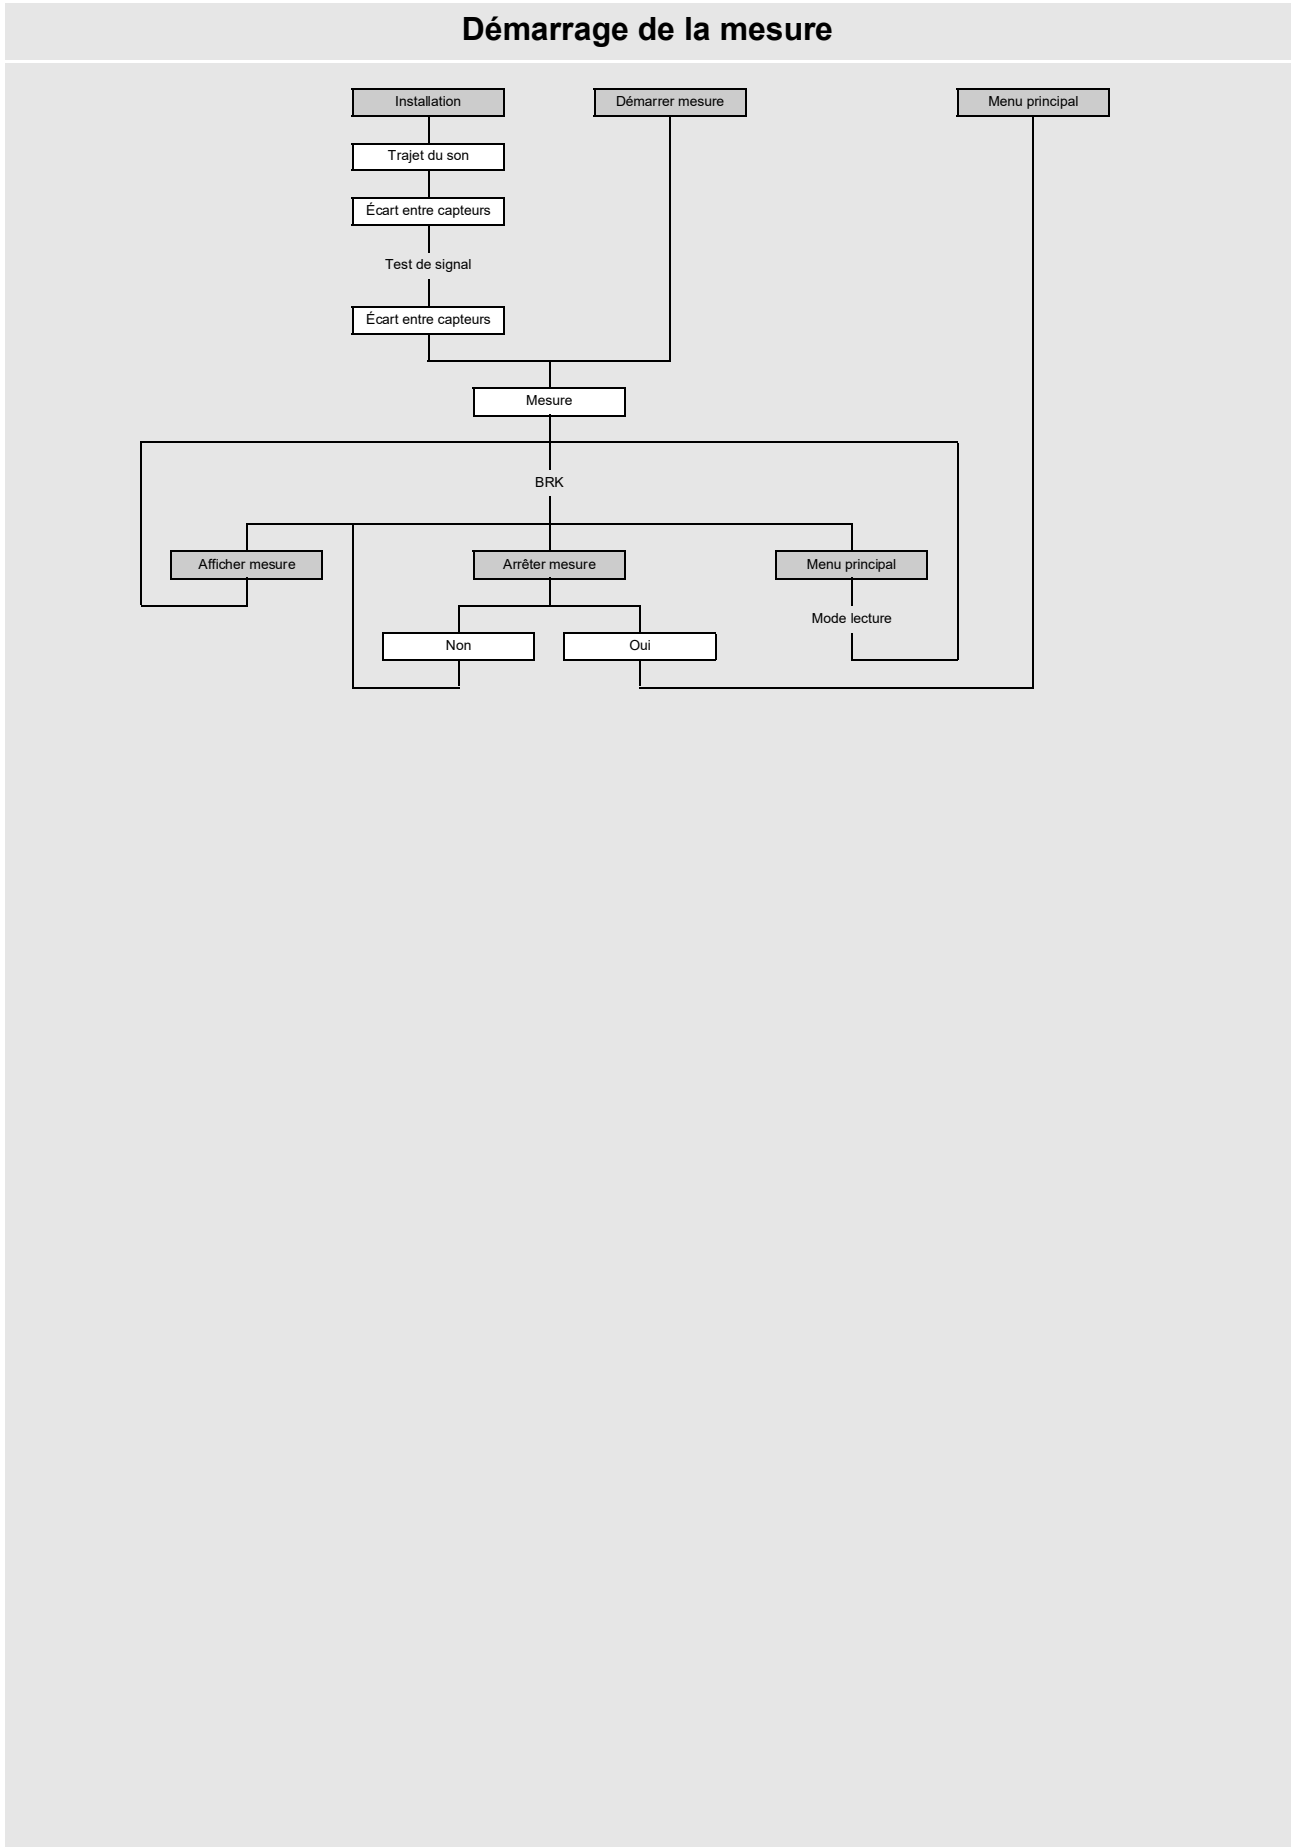 Démarrage de la mesure
Installation
Démarrer mesure
Menu principal
Trajet du son
Écart entre capteurs
Test de signal
Écart entre capteurs
Mesure
BRK
Afficher mesure
Arrêter mesure
Menu principal
Mode lecture
Non
Oui